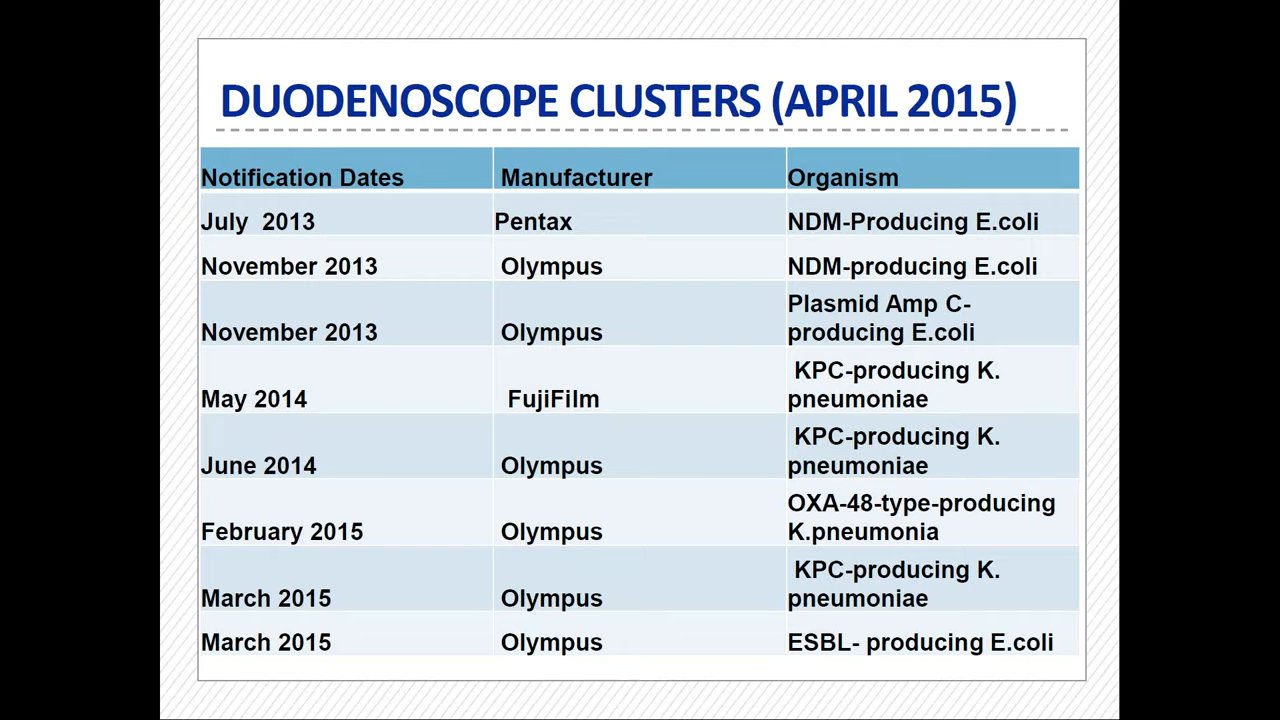 DUODENOSCOPE CLUSTERS (APRIL 2015)
Notification Dates Manufacturer Organism
July 2013 Pentax NDM-Producing E.coli
November 2013 Olympus NDM-producing E.coli
November 2013 Olympus Plasmid Amp C-
producing E.coli
May 2014 FujiFilm KPC-producing K.
pneumoniae
June 2014 Olympus KPC-producing K.
pneumoniae
February 2015 Olympus OXA-48-type-producing
K.pneumonia
March 2015 Olympus KPC-producing K.
pneumoniae
March 2015 Olympus ESBL- producing E.coli